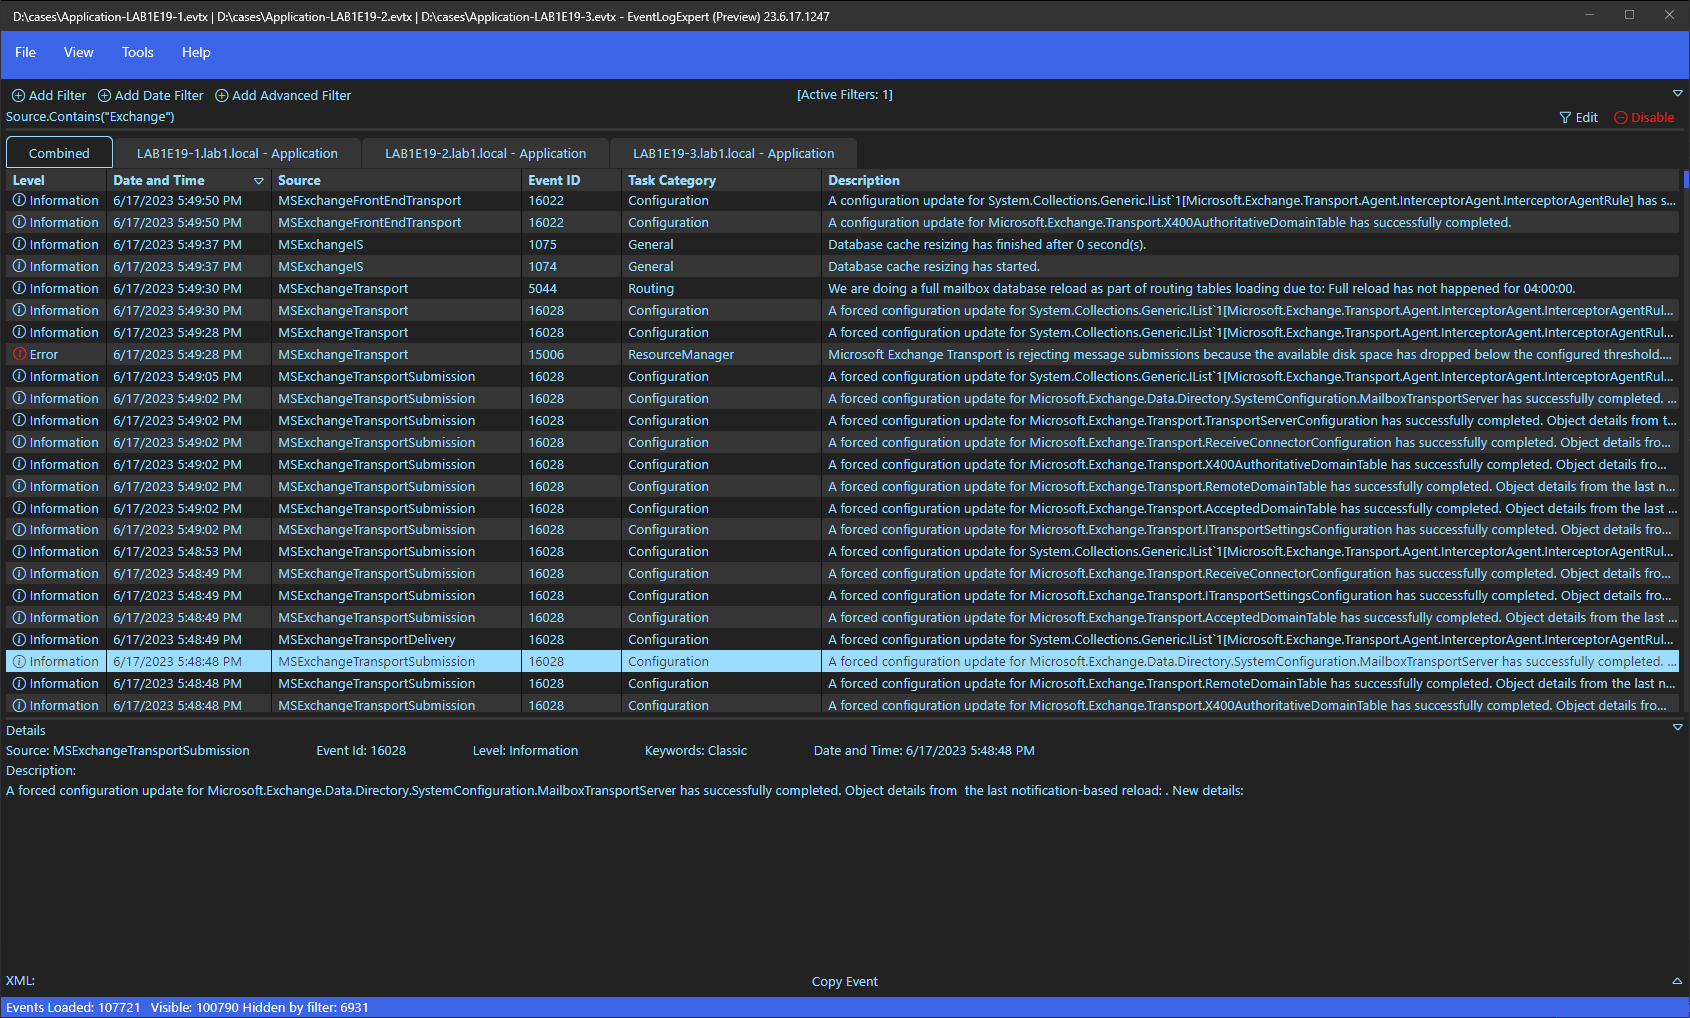 D:\cases\Application-LAB1E19-1.evtx | D:\cases\Application-LAB1E19-2.evtx | D:\cases\Application-LAB1E19-3.evtx - EventLogExpert (Preview) 23.6.17.1247
File View Tools Help
Add Filter Add Date Filter Add Advanced Filter [Active Filters: 1]
Source.Contains("Exchange") Edit Disable
Combined LAB1E19-1.lab1.local - Application LAB1E19-2.lab1.local - Application LAB1E19-3.lab1.local - Application
Level Date and Time Source Event ID Task Category Description
Information 6/17/2023 5:49:50 PM MSExchangeFrontEndTransport 16022 Configuration A configuration update for System.Collections.Generic.IList`1[Microsoft.Exchange.Transport.Agent.InterceptorAgent.InterceptorAgentRule] has s...
Information 6/17/2023 5:49:50 PM MSExchangeFrontEndTransport 16022 Configuration A configuration update for Microsoft.Exchange.Transport.X400AuthoritativeDomainTable has successfully completed.
Information 6/17/2023 5:49:37 PM MSExchangeIS 1075 General Database cache resizing has finished after 0 second(s).
Information 6/17/2023 5:49:37 PM MSExchangeIS 1074 General Database cache resizing has started.
Information 6/17/2023 5:49:30 PM MSExchangeTransport 5044 Routing We are doing a full mailbox database reload as part of routing tables loading due to: Full reload has not happened for 04:00:00.
Information 6/17/2023 5:49:30 PM MSExchangeTransport 16028 Configuration A forced configuration update for System.Collections.Generic.IList`1[Microsoft.Exchange.Transport.Agent.InterceptorAgent.InterceptorAgentRul...
Information 6/17/2023 5:49:28 PM MSExchangeTransport 16028 Configuration A forced configuration update for System.Collections.Generic.IList`1[Microsoft.Exchange.Transport.Agent.InterceptorAgent.InterceptorAgentRul...
Error 6/17/2023 5:49:28 PM MSExchangeTransport 15006 ResourceManager Microsoft Exchange Transport is rejecting message submissions because the available disk space has dropped below the configured threshold....
Information 6/17/2023 5:49:05 PM MSExchangeTransportSubmission 16028 Configuration A forced configuration update for System.Collections.Generic.IList`1[Microsoft.Exchange.Transport.Agent.InterceptorAgent.InterceptorAgentRul...
Information 6/17/2023 5:49:02 PM MSExchangeTransportSubmission 16028 Configuration A forced configuration update for Microsoft.Exchange.Data.Directory.SystemConfiguration.MailboxTransportServer has successfully completed. ...
Information 6/17/2023 5:49:02 PM MSExchangeTransportSubmission 16028 Configuration A forced configuration update for Microsoft.Exchange.Transport.TransportServerConfiguration has successfully completed. Object details from t...
Information 6/17/2023 5:49:02 PM MSExchangeTransportSubmission 16028 Configuration A forced configuration update for Microsoft.Exchange.Transport.ReceiveConnectorConfiguration has successfully completed. Object details fro...
Information 6/17/2023 5:49:02 PM MSExchangeTransportSubmission 16028 Configuration A forced configuration update for Microsoft.Exchange.Transport.X400AuthoritativeDomainTable has successfully completed. Object details fro...
Information 6/17/2023 5:49:02 PM MSExchangeTransportSubmission 16028 Configuration A forced configuration update for Microsoft.Exchange.Transport.RemoteDomainTable has successfully completed. Object details from the last n...
Information 6/17/2023 5:49:02 PM MSExchangeTransportSubmission 16028 Configuration A forced configuration update for Microsoft.Exchange.Transport.AcceptedDomainTable has successfully completed. Object details from the last ...
Information 6/17/2023 5:49:02 PM MSExchangeTransportSubmission 16028 Configuration A forced configuration update for Microsoft.Exchange.Transport.ITransportSettingsConfiguration has successfully completed. Object details fro...
Information 6/17/2023 5:48:53 PM MSExchangeTransportSubmission 16028 Configuration A forced configuration update for System.Collections.Generic.IList`1[Microsoft.Exchange.Transport.Agent.InterceptorAgent.InterceptorAgentRul...
Information 6/17/2023 5:48:49 PM MSExchangeTransportSubmission 16028 Configuration A forced configuration update for Microsoft.Exchange.Transport.ReceiveConnectorConfiguration has successfully completed. Object details fro...
Information 6/17/2023 5:48:49 PM MSExchangeTransportSubmission 16028 Configuration A forced configuration update for Microsoft.Exchange.Transport.ITransportSettingsConfiguration has successfully completed. Object details fro...
Information 6/17/2023 5:48:49 PM MSExchangeTransportSubmission 16028 Configuration A forced configuration update for Microsoft.Exchange.Transport.AcceptedDomainTable has successfully completed. Object details from the last ...
Information 6/17/2023 5:48:49 PM MSExchangeTransportDelivery 16028 Configuration A forced configuration update for System.Collections.Generic.IList`1[Microsoft.Exchange.Transport.Agent.InterceptorAgent.InterceptorAgentRul...
Information 6/17/2023 5:48:48 PM MSExchangeTransportSubmission 16028 Configuration A forced configuration update for Microsoft.Exchange.Data.Directory.SystemConfiguration.MailboxTransportServer has successfully completed. ...
Information 6/17/2023 5:48:48 PM MSExchangeTransportSubmission 16028 Configuration A forced configuration update for Microsoft.Exchange.Transport.RemoteDomainTable has successfully completed. Object details from the last n...
Information 6/17/2023 5:48:48 PM MSExchangeTransportSubmission 16028 Configuration A forced configuration update for Microsoft.Exchange.Transport.X400AuthoritativeDomainTable has successfully completed. Object details fro...
Details
Source: MSExchangeTransportSubmission Event Id: 16028 Level: Information Keywords: Classic Date and Time: 6/17/2023 5:48:48 PM
Description:
A forced configuration update for Microsoft.Exchange.Data.Directory.SystemConfiguration.MailboxTransportServer has successfully completed. Object details from  the last notification-based reload: . New details:
XML: Copy Event
Events Loaded: 107721 Visible: 100790 Hidden by filter: 6931